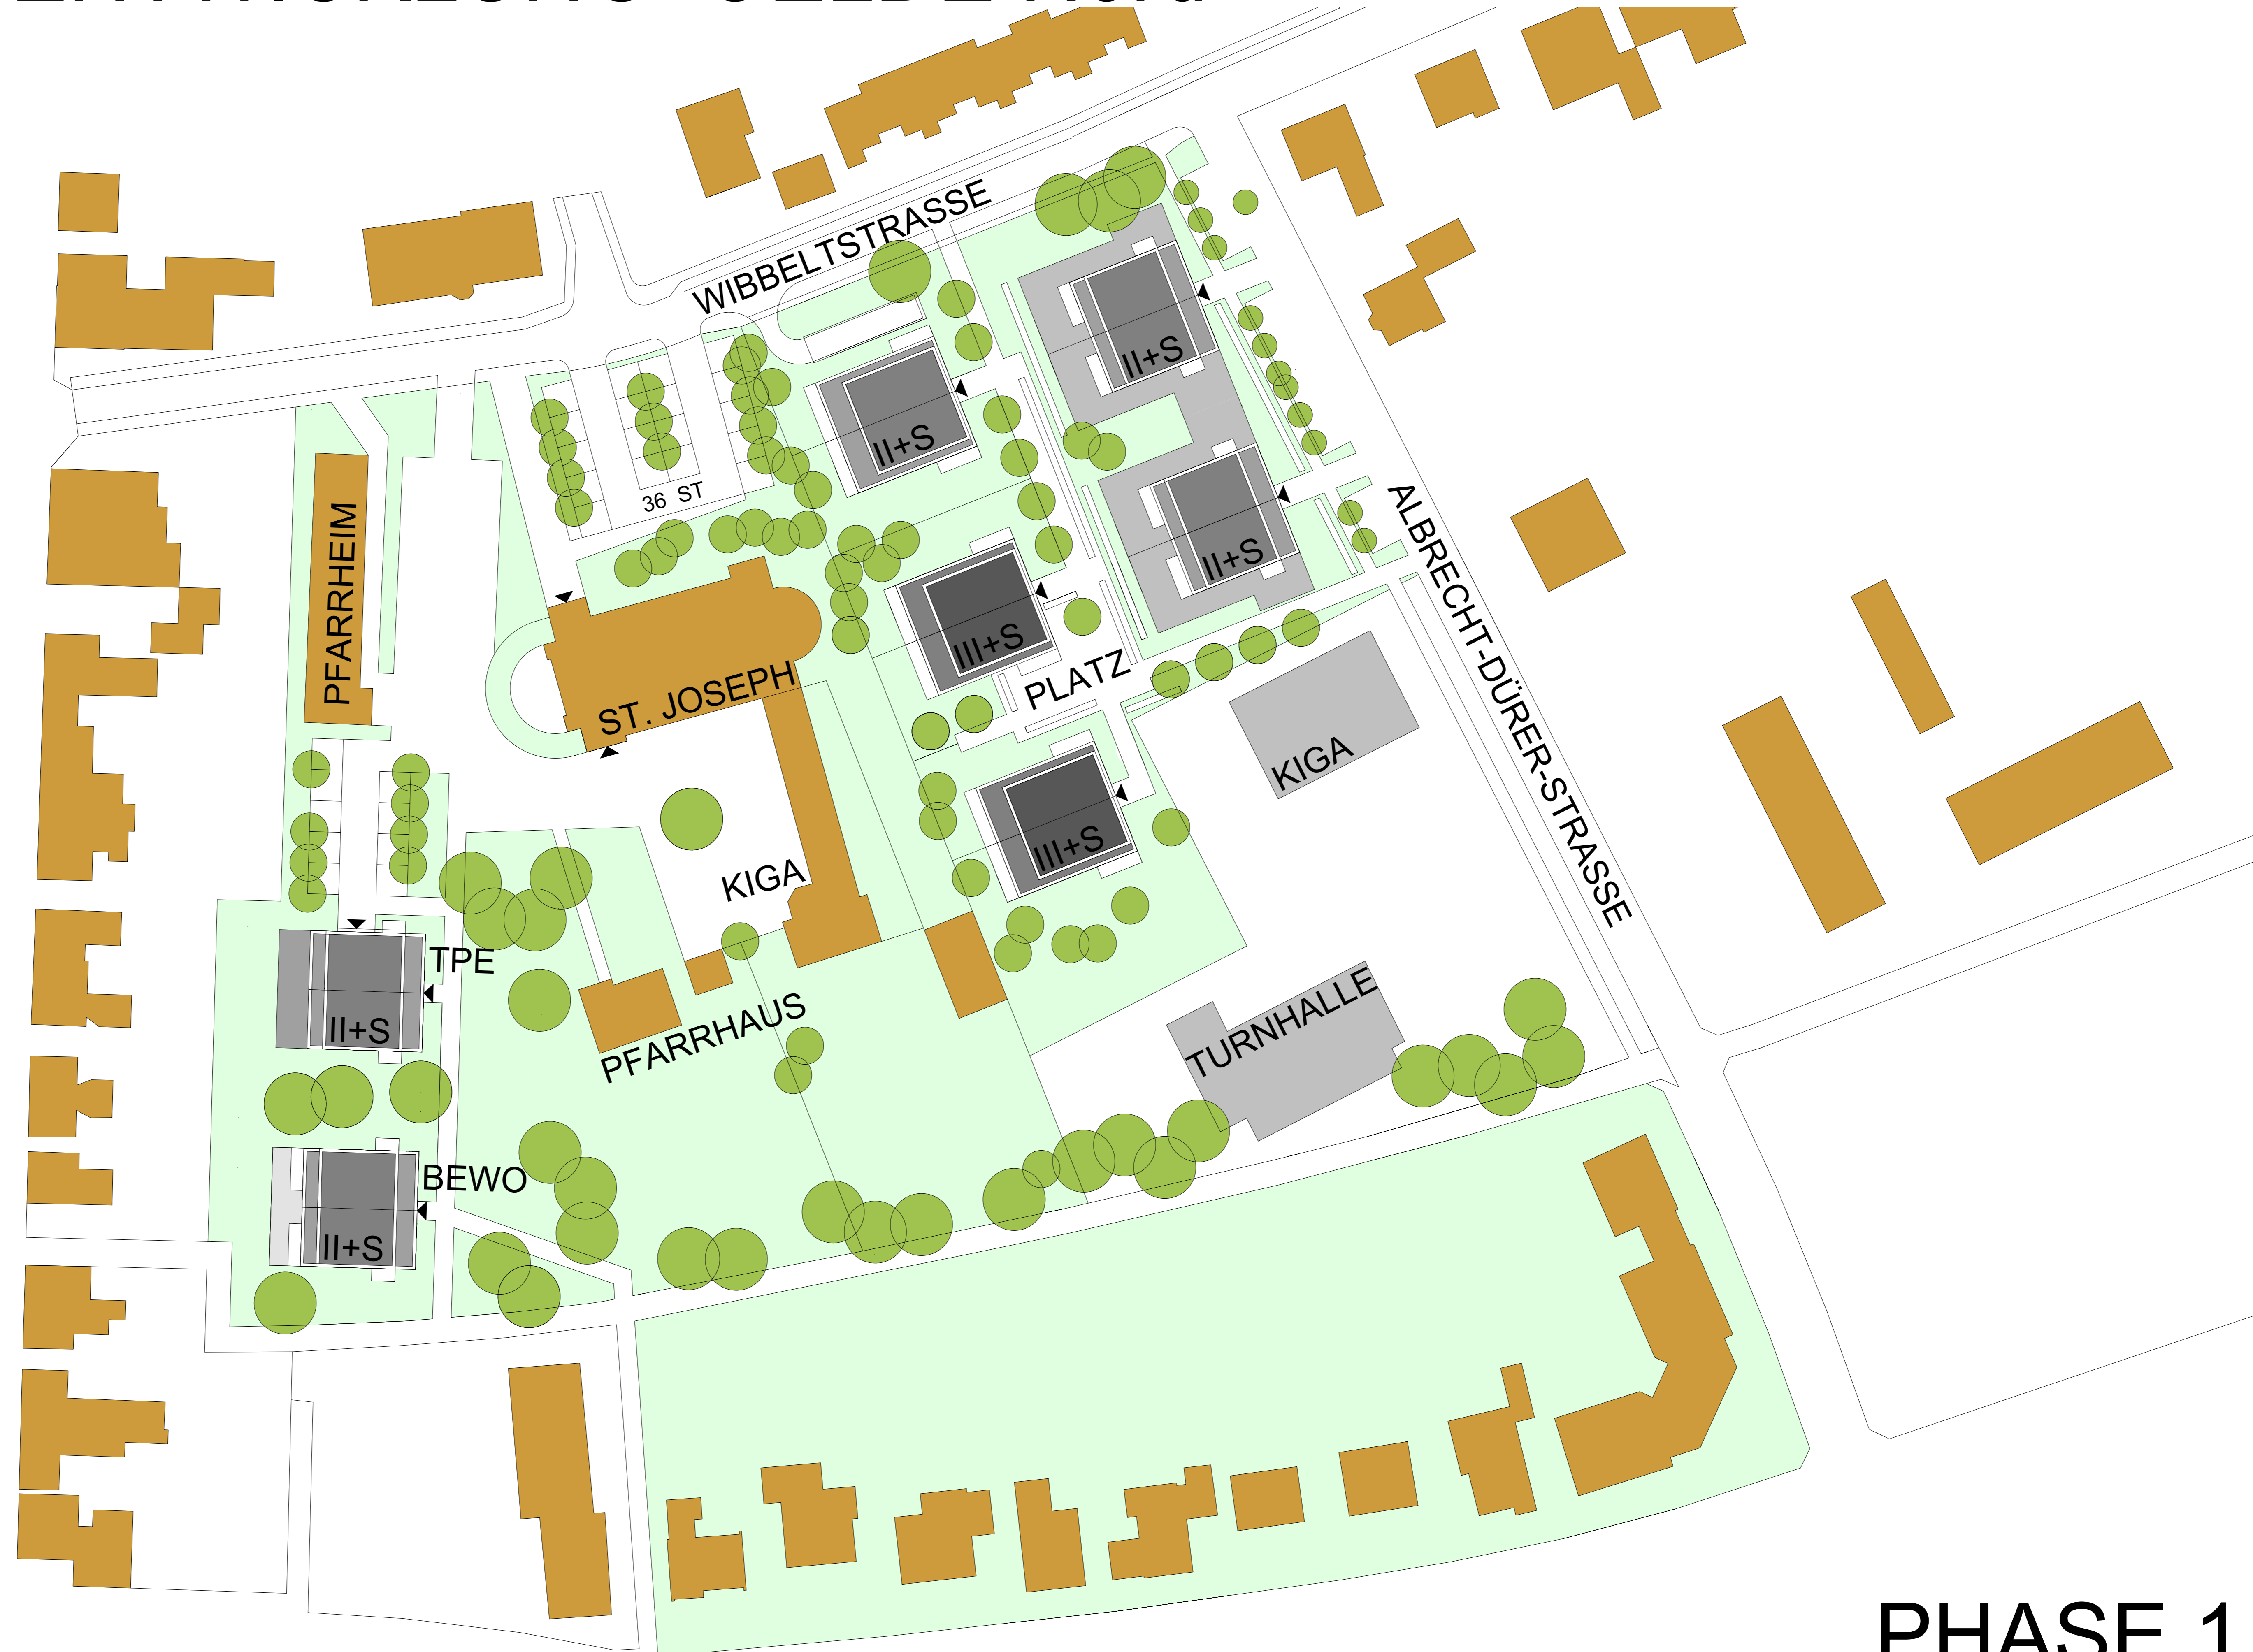 WIBBELTSTRASSE
II+S
II+S
36 ST
PFARRHEIM
ALBRECHT-DÜRER-STRASSE
II+S
III+S
ST. JOSEPH
PLATZ
KIGA
III+S
KIGA
TPE
II+S
PFARRHAUS
TURNHALLE
BEWO
II+S
PHASE 1